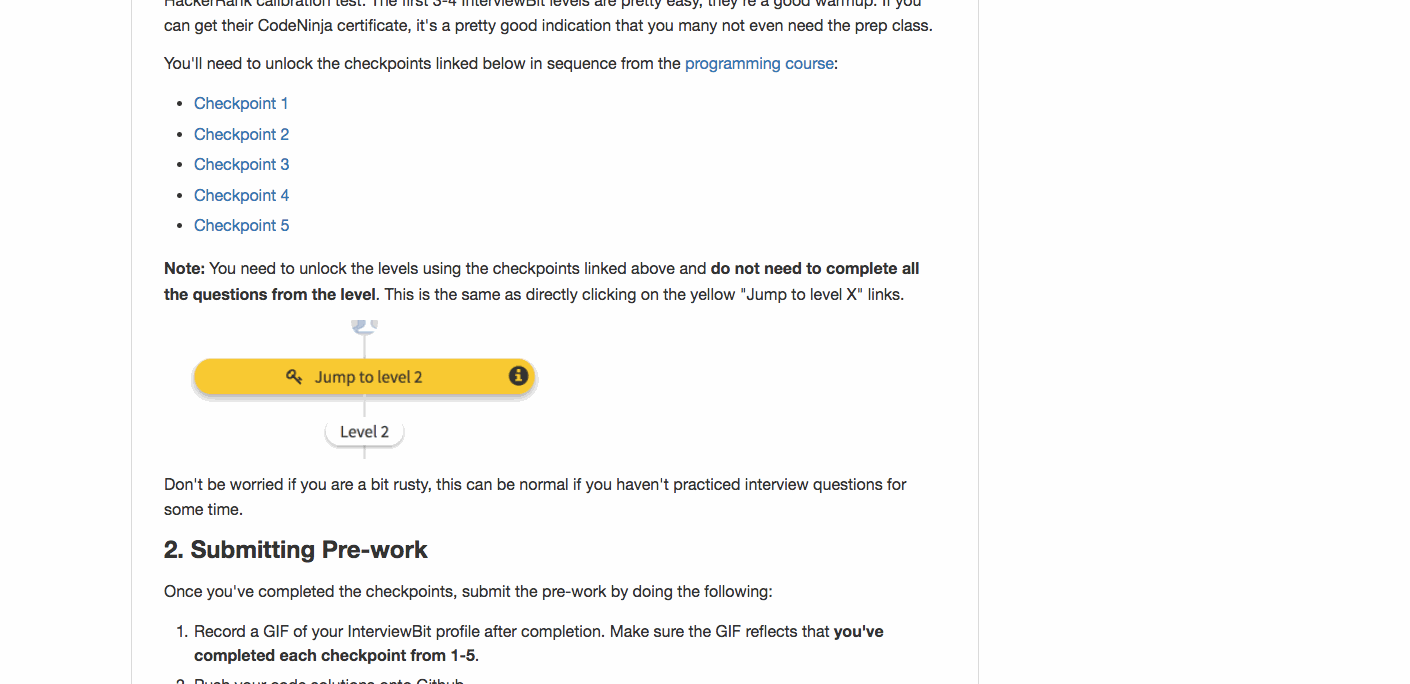 HackerRank calibration test. The first 3-4 InterviewBit levels are pretty easy, they're a good warmup. If you
can get their CodeNinja certificate, it's a pretty good indication that you many not even need the prep class.
You'll need to unlock the checkpoints linked below in sequence from the programming course:
• Checkpoint 1
• Checkpoint 2
• Checkpoint 3
• Checkpoint 4
• Checkpoint 5
Note: You need to unlock the levels using the checkpoints linked above and do not need to complete all
the questions from the level. This is the same as directly clicking on the yellow "Jump to level X" links.
Jump to level 2
Level 2
Don't be worried if you are a bit rusty, this can be normal if you haven't practiced interview questions for
some time.
2. Submitting Pre-work
Once you've completed the checkpoints, submit the pre-work by doing the following:
1. Record a GIF of your InterviewBit profile after completion. Make sure the GIF reflects that you've
completed each checkpoint from 1-5.
2. Push your code solutions onto Github